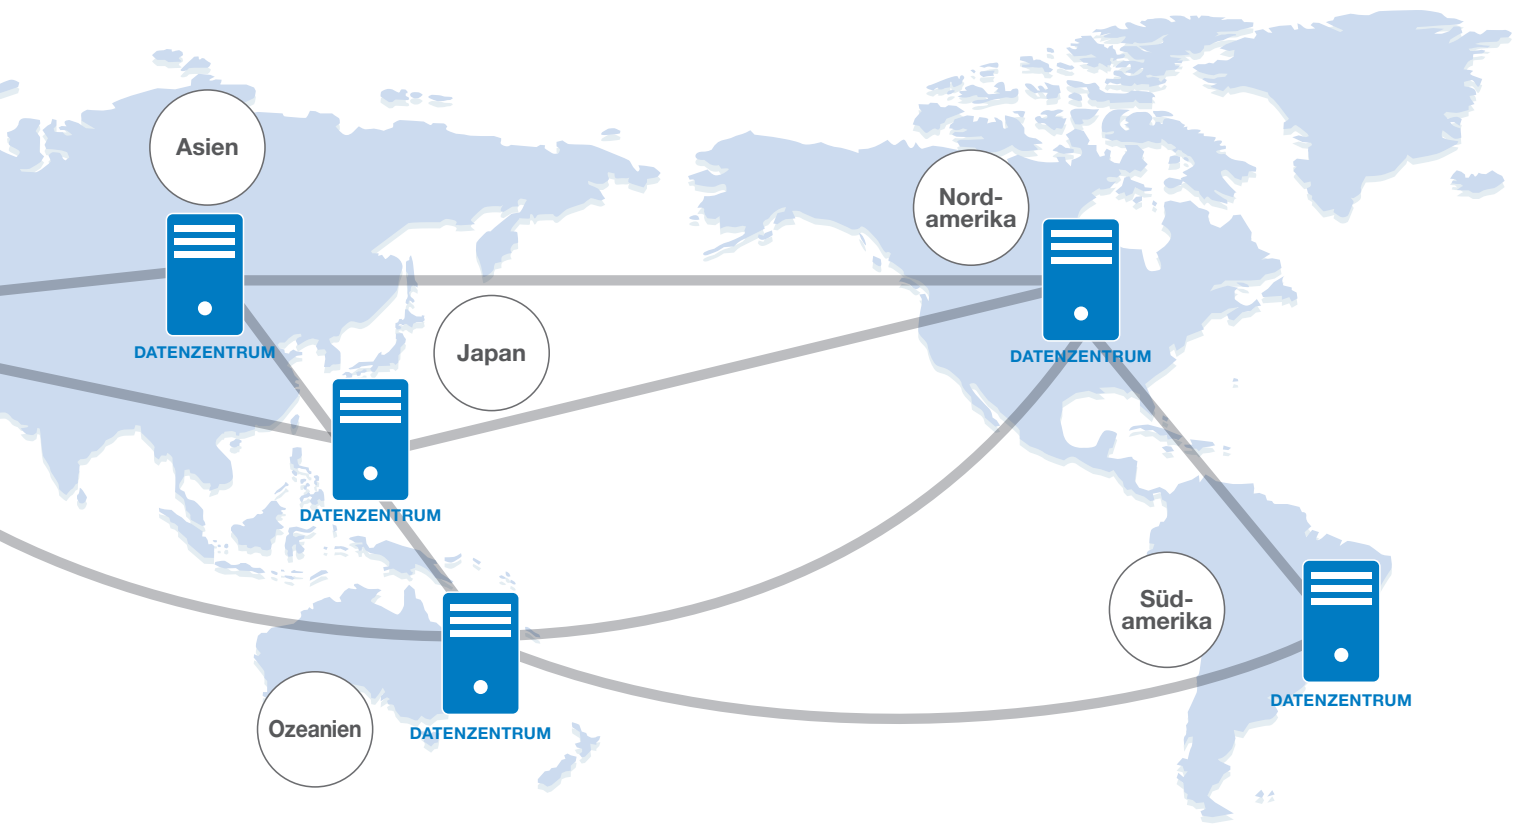 Asien
DATENZENTRUM
Japan
DATENZENTRUM
Nord-
amerika
DATENZENTRUM
Süd-
amerika
DATENZENTRUM
Ozeanien
DATENZENTRUM